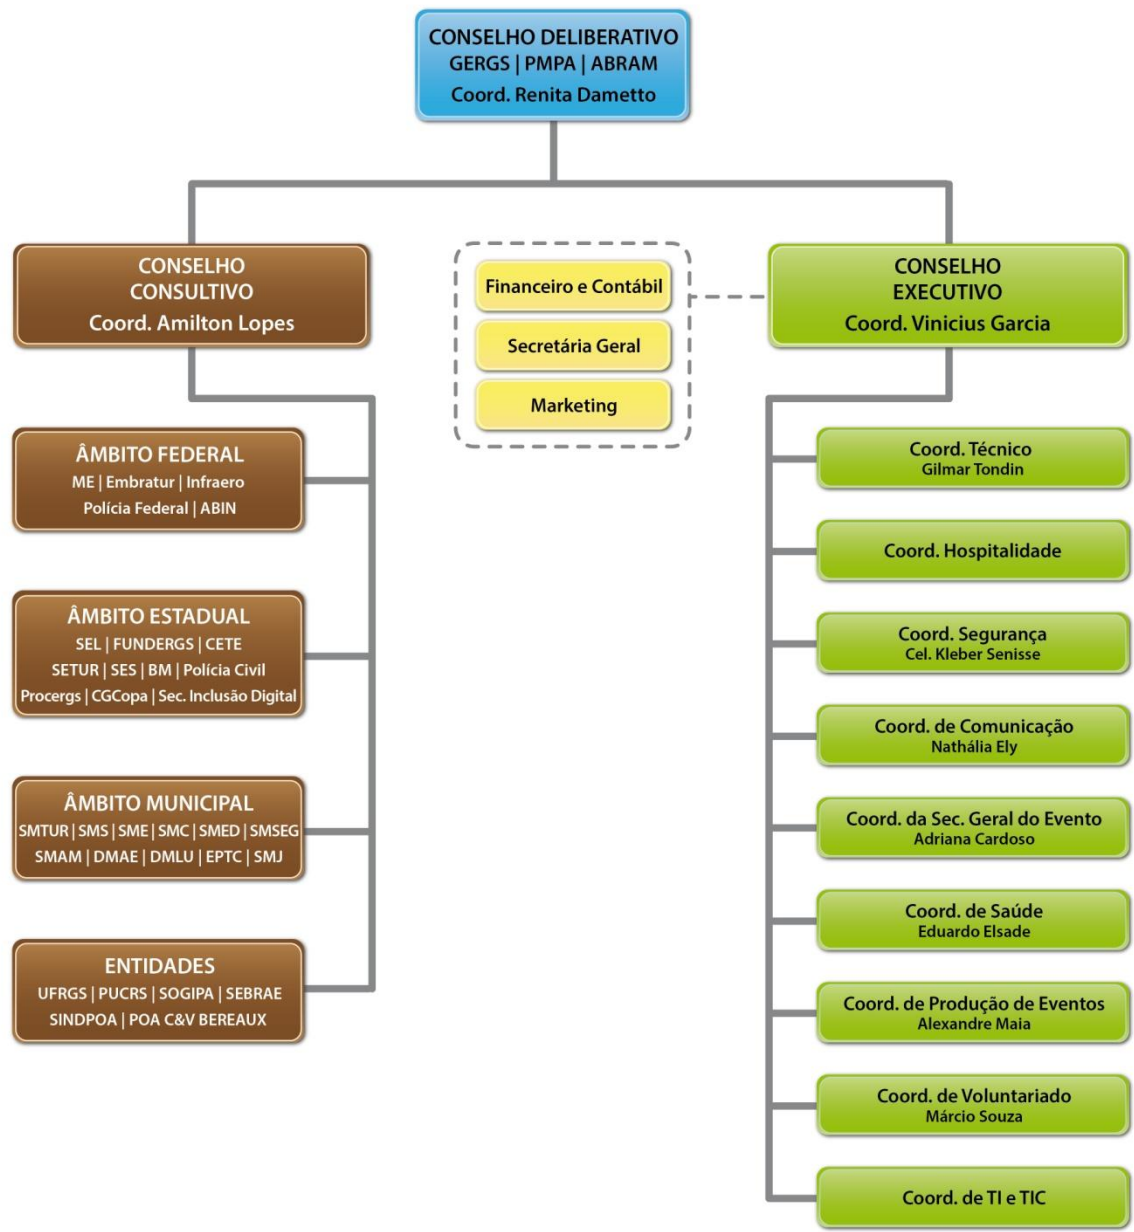 CONSELHO DELIBERATIVO
GERGS | PMPA | ABRAM
Coord. Renita Dametto
CONSELHO
CONSULTIVO
Coord. Amilton Lopes
Financeiro e Contábil
Secretária Geral
Marketing
CONSELHO
EXECUTIVO
Coord. Vinicius Garcia
ÂMBITO FEDERAL
ME | Embratur | Infraero
Polícia Federal | ABIN
ÂMBITO ESTADUAL
SEL | FUNDERGS | CETE
SETUR | SES | BM | Polícia Civil
Procergs | CGCopa | Sec. Inclusão Digital
ÂMBITO MUNICIPAL
SMTUR | SMS | SME | SMC | SMED | SMSEG
SMAM | DMAE | DMLU | EPTC | SMJ
ENTIDADES
UFRGS | PUCRS | SOGIPA | SEBRAE
SINDPOA | POA C&V BEREAUX
Coord. Técnico
Gilmar Tondin
Coord. Hospitalidade
Coord. Segurança
Cel. Kleber Senisse
Coord. de Comunicação
Nathália Ely
Coord. da Sec. Geral do Evento
Adriana Cardoso
Coord. de Saúde
Eduardo Elsade
Coord. de Produção de Eventos
Alexandre Maia
Coord. de Voluntariado
Márcio Souza
Coord. de TI e TIC